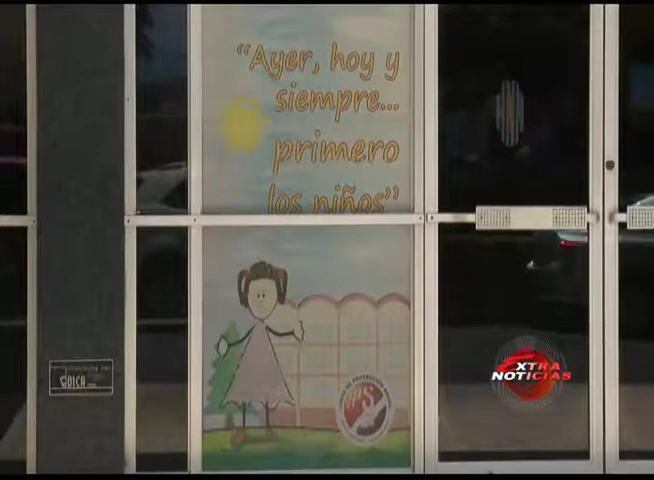 “Ayer, hoy y
siempre...
primero
los niños”
XTRA
NOTICIAS